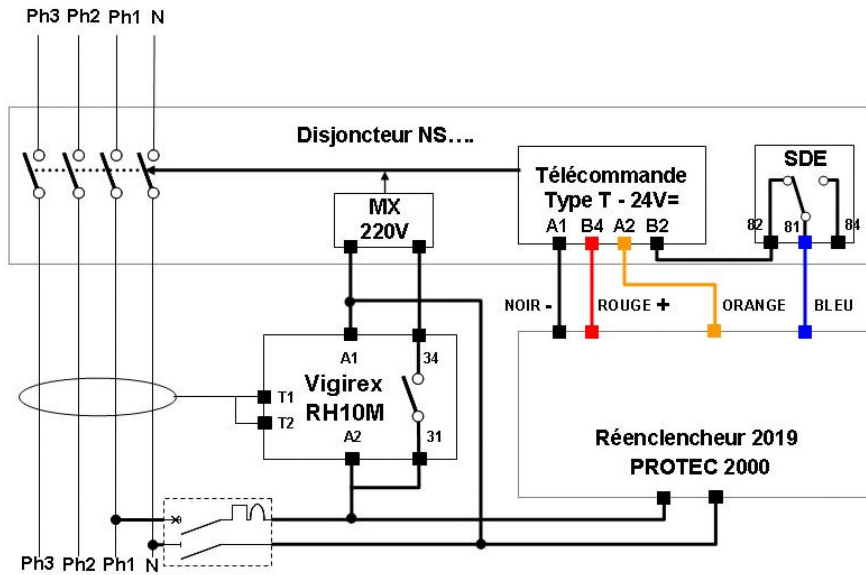 Ph3 Ph2 Ph1 N
Disjoncteur NS....
SDE
Télécommande
Type T - 24V=
MX
220V
A1 B4 A2 B2
82 81 84
NOIR - ROUGE + ORANGE BLEU
A1 34
Vigirex
RH10M
T1
T2
A2 31
Réenclencheur 2019
PROTEC 2000
Ph3 Ph2 Ph1 N